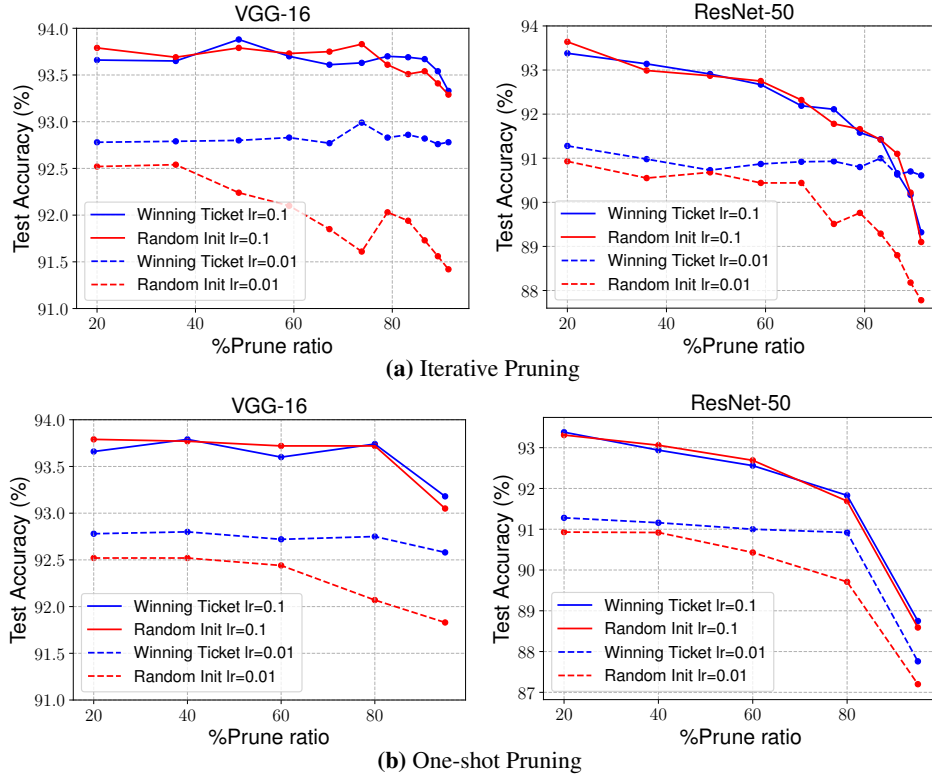 VGG-16
94.0
93.5
93.0
92.5
92.0
91.5
91.0
Test Accuracy (%)
Winning Ticket lr=0.1
Random Init lr=0.1
Winning Ticket lr=0.01
Random Init lr=0.01
20 40 60 80
%Prune ratio
ResNet-50
94
93
92
91
90
89
88
Test Accuracy (%)
Winning Ticket lr=0.1
Random Init lr=0.1
Winning Ticket lr=0.01
Random Init lr=0.01
20 40 60 80
%Prune ratio
(a) Iterative Pruning
VGG-16
94.0
93.5
93.0
92.5
92.0
91.5
91.0
Test Accuracy (%)
Winning Ticket lr=0.1
Random Init lr=0.1
Winning Ticket lr=0.01
Random Init lr=0.01
20 40 60 80
%Prune ratio
ResNet-50
93
92
91
90
89
88
87
Test Accuracy (%)
Winning Ticket lr=0.1
Random Init lr=0.1
Winning Ticket lr=0.01
Random Init lr=0.01
20 40 60 80
%Prune ratio
(b) One-shot Pruning